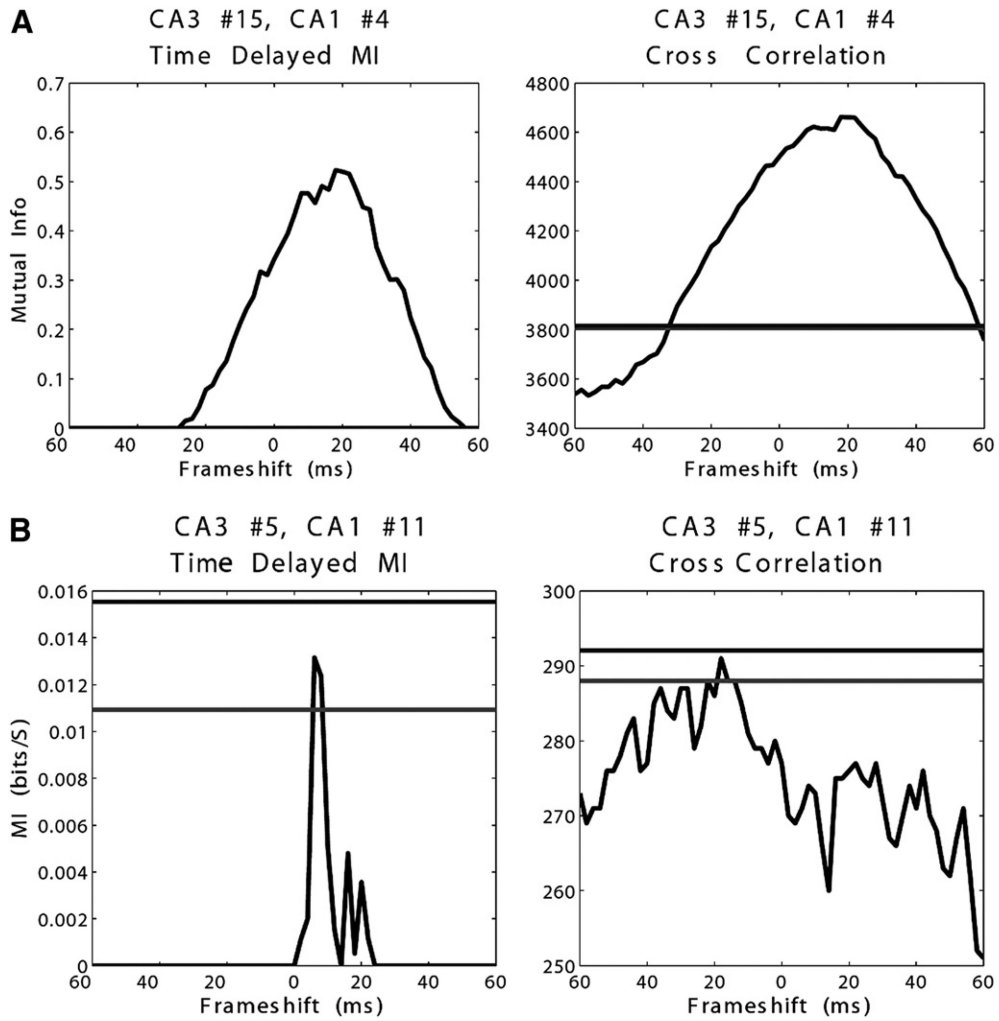 A
CA3 #15, CA1 #4
Time Delayed MI
CA3 #15, CA1 #4
Cross Correlation
Mutual Info
0.7
0.6
0.5
0.4
0.3
0.2
0.1
0
60 40 20 0 20 40 60
Frameshift (ms)
4800
4600
4400
4200
4000
3800
3600
3400
60 40 20 0 20 40 60
Frameshift (ms)
B
CA3 #5, CA1 #11
Time Delayed MI
CA3 #5, CA1 #11
Cross Correlation
MI (bits/S)
0.016
0.014
0.012
0.01
0.008
0.006
0.004
0.002
0
60 40 20 0 20 40 60
Frameshift (ms)
300
290
280
270
260
250
60 40 20 0 20 40 60
Frameshift (ms)